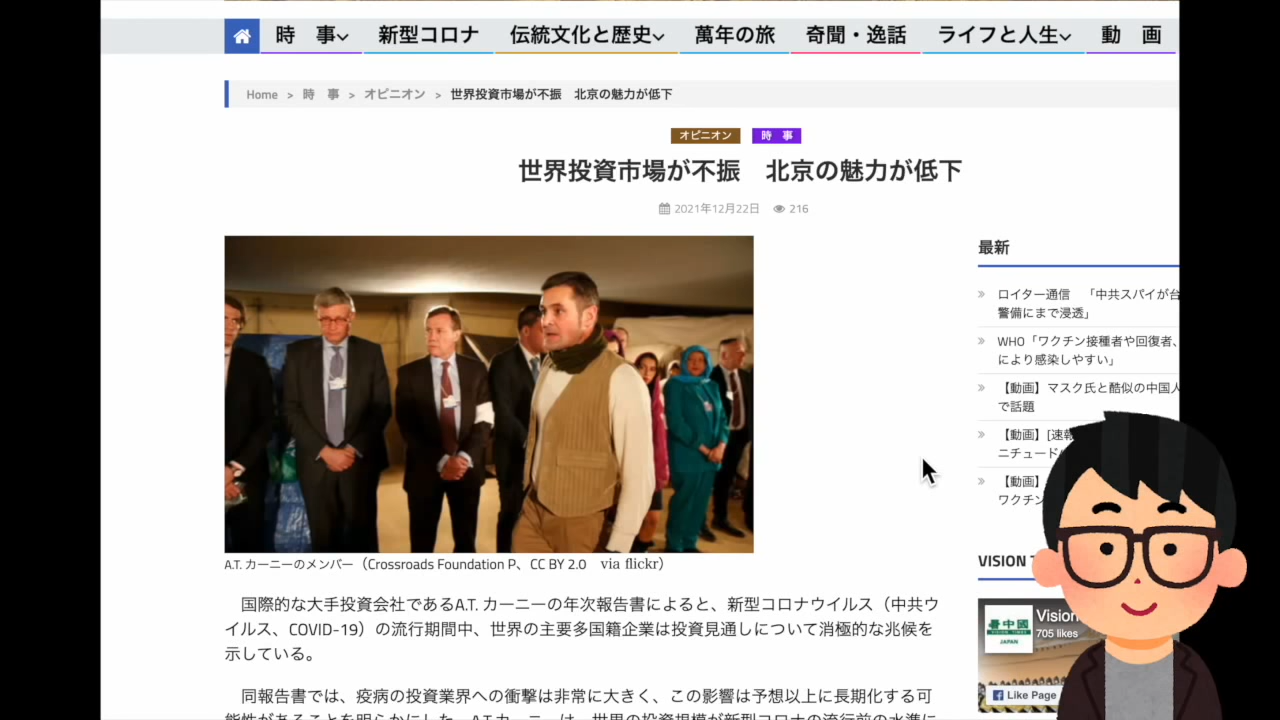 時　事
新型コロナ
伝統文化と歴史
萬年の旅
奇聞・逸話
ライフと人生
動　画
Home > 時　事 > オピニオン > 世界投資市場が不振　北京の魅力が低下
オピニオン
時　事
世界投資市場が不振　北京の魅力が低下
2021年12月22日
216
A.T. カーニーのメンバー（Crossroads Foundation P、CC BY 2.0　via flickr）
国際的な大手投資会社であるA.T. カーニーの年次報告書によると、新型コロナウイルス（中共ウ
イルス、COVID-19）の流行期間中、世界の主要多国籍企業は投資見通しについて消極的な兆候を
示している。
同報告書では、疫病の投資業界への衝撃は非常に大きく、この影響は予想以上に長期化する可
能性があることを明らかにした。A.T.カーニーは、世界の投資規模が新型コロナの流行前の水準に
最新
ロイター通信　「中共スパイが台
警備にまで浸透」
WHO「ワクチン接種者や回復者、
により感染しやすい」
【動画】マスク氏と酷似の中国人
で話題
【動画】[速報
ニチュード
【動画】
ワクチン
VISION
看中國
VISION TIMES
JAPAN
Vision
705 likes
Like Page